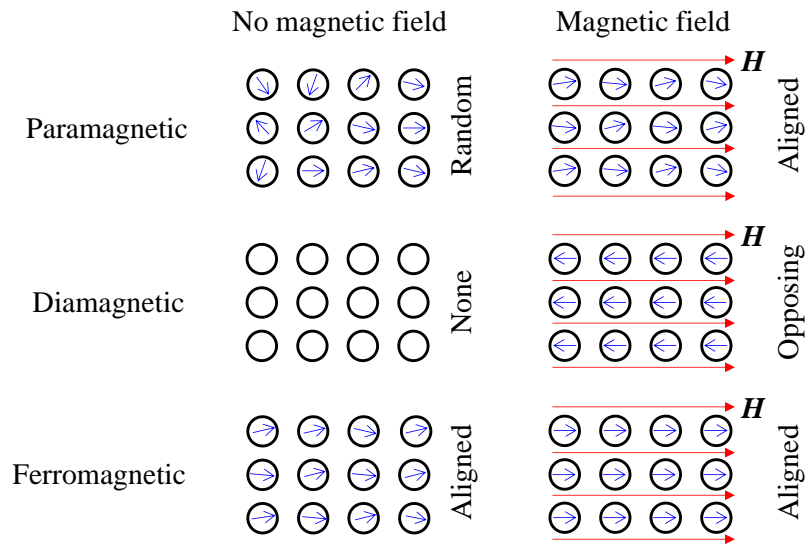 No magnetic field
Magnetic field
Paramagnetic
Random
H
Aligned
Diamagnetic
None
H
Opposing
Ferromagnetic
Aligned
H
Aligned